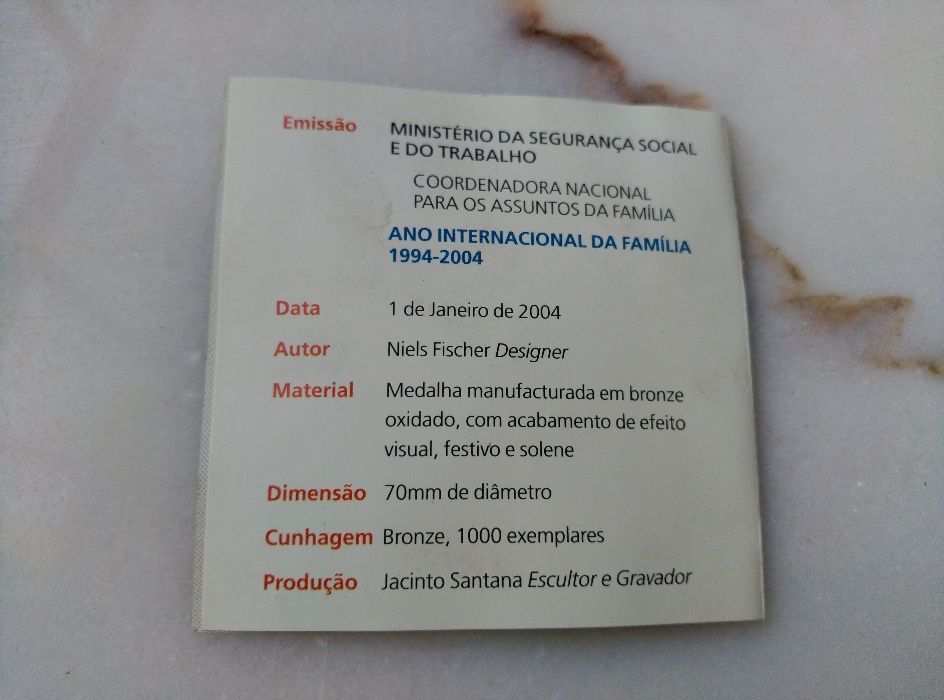 Emissão MINISTÉRIO DA SEGURANÇA SOCIAL
E DO TRABALHO
COORDENADORA NACIONAL
PARA OS ASSUNTOS DA FAMÍLIA
ANO INTERNACIONAL DA FAMÍLIA
1994-2004
Data 1 de Janeiro de 2004
Autor Niels Fischer Designer
Material Medalha manufacturada em bronze
oxidado, com acabamento de efeito
visual, festivo e solene
Dimensão 70mm de diâmetro
Cunhagem Bronze, 1000 exemplares
Produção Jacinto Santana Escultor e Gravador